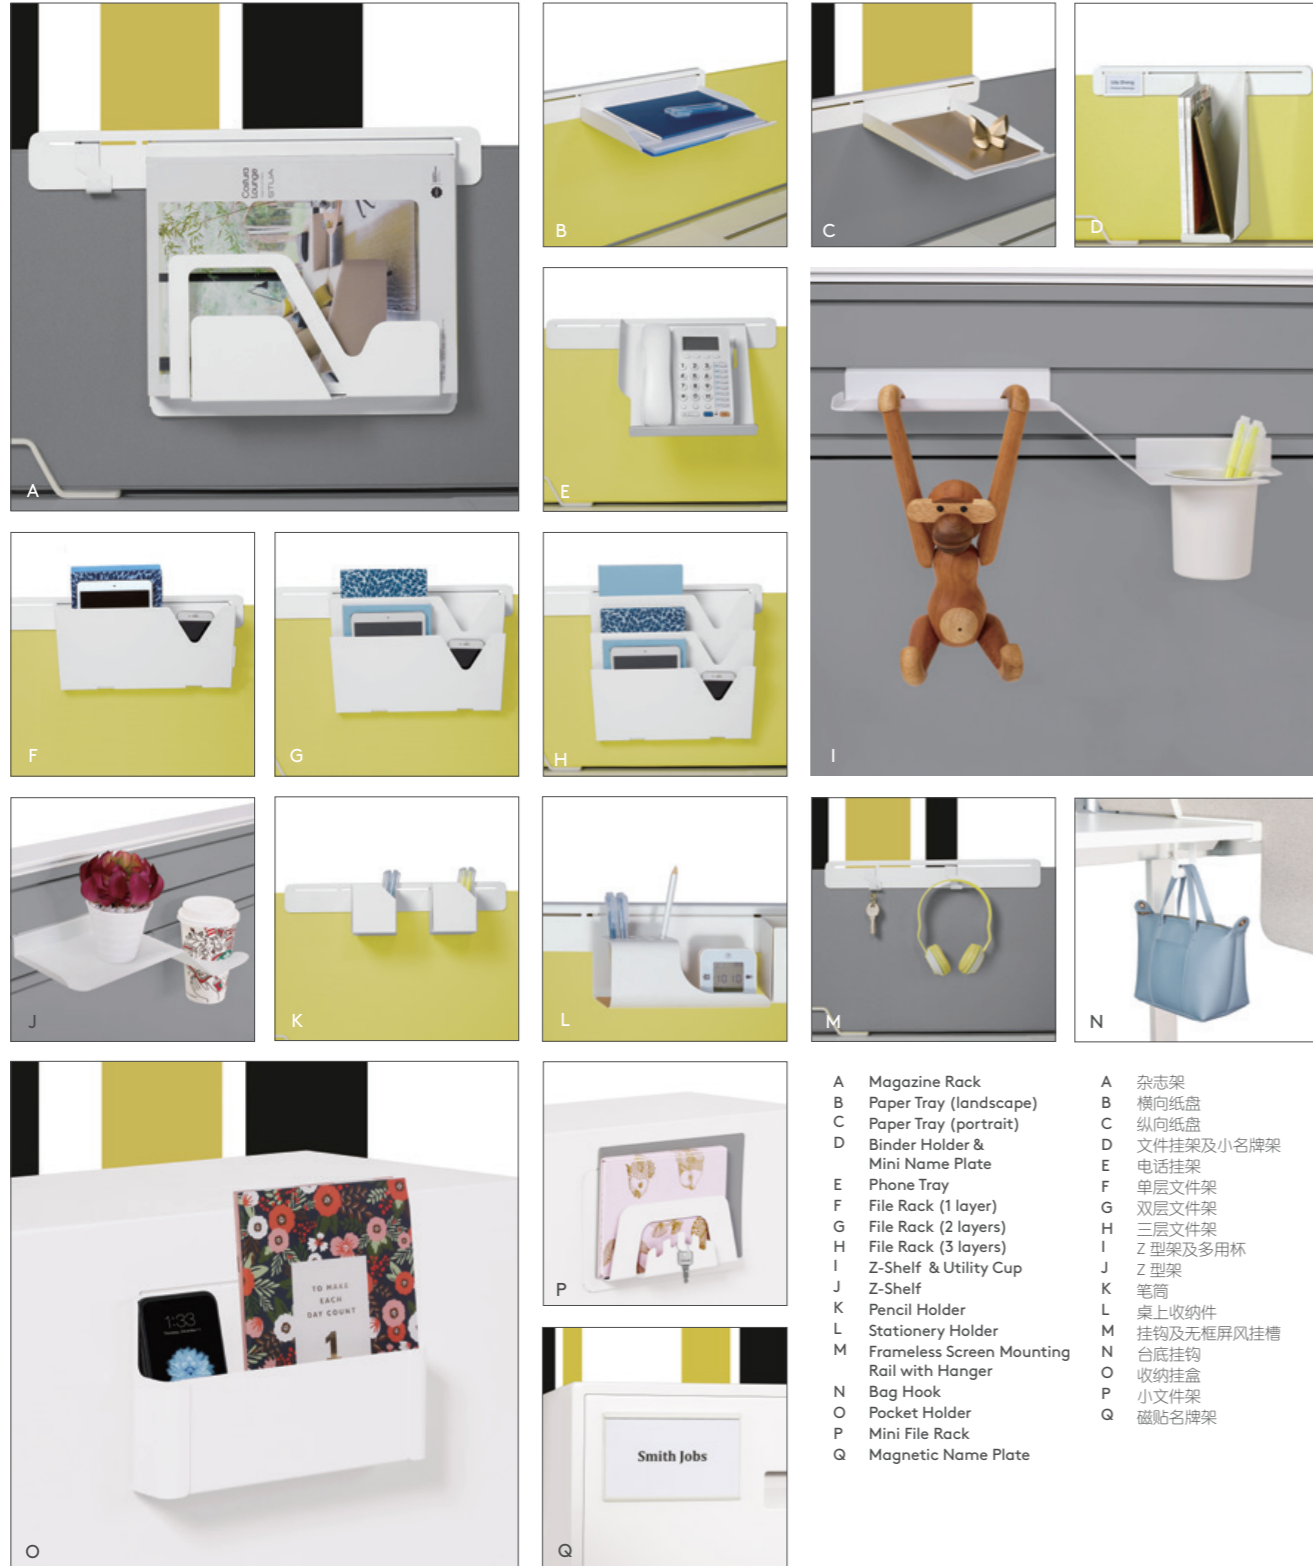 Costura
Lounge
STUA
A
B
C
D
E
F
G
H
I
J
K
L
M
N
1:33
TO MAKE
EACH
DAY COUNT
1
O
P
Smith Jobs
Q
10 10
A Magazine Rack
B Paper Tray (landscape)
C Paper Tray (portrait)
D Binder Holder &
Mini Name Plate
E Phone Tray
F File Rack (1 layer)
G File Rack (2 layers)
H File Rack (3 layers)
I Z-Shelf & Utility Cup
J Z-Shelf
K Pencil Holder
L Stationery Holder
M Frameless Screen Mounting
Rail with Hanger
N Bag Hook
O Pocket Holder
P Mini File Rack
Q Magnetic Name Plate
A 杂志架
B 横向纸盘
C 纵向纸盘
D 文件挂架及小名牌架
E 电话挂架
F 单层文件架
G 双层文件架
H 三层文件架
I Z 型架及多用杯
J Z 型架
K 笔筒
L 桌上收纳件
M 挂钩及无框屏风挂槽
N 台底挂钩
O 收纳挂盒
P 小文件架
Q 磁贴名牌架